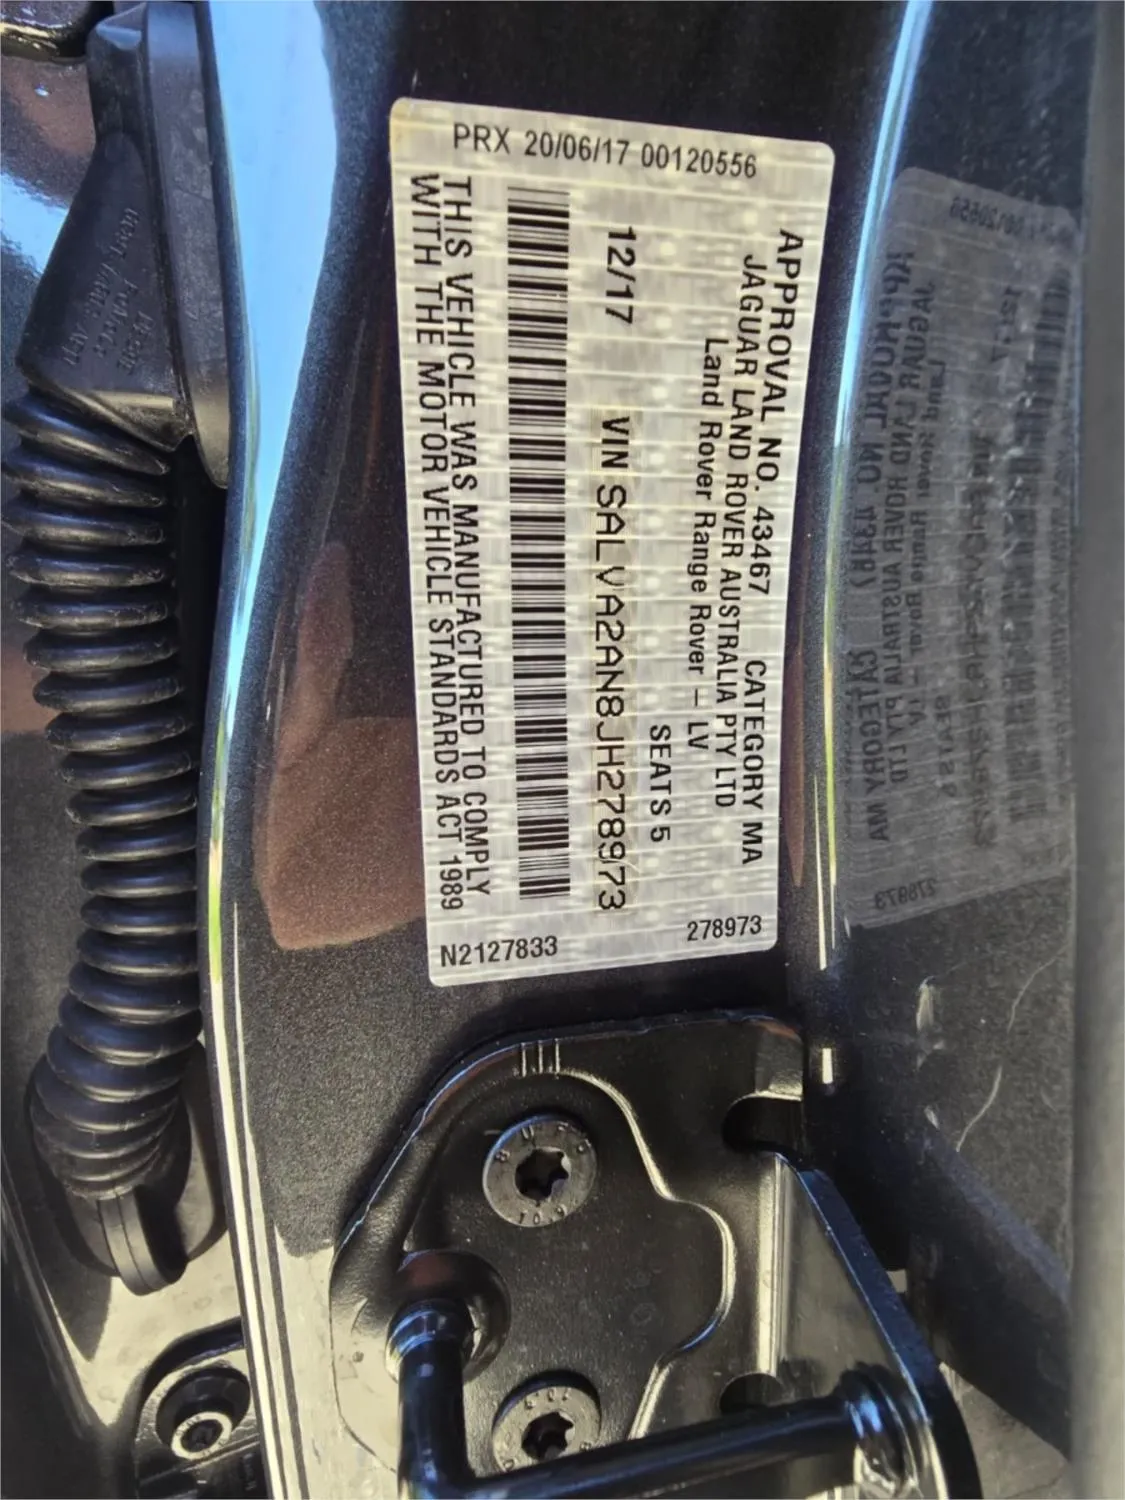 PRX 20/06/17 00120556
APPROVAL NO. 43467 CATEGORY MA
JAGUAR LAND ROVER AUSTRALIA PTY LTD
Land Rover Range Rover – LV
SEATS 5
12/17 VIN SALVA2AN8JH278973
THIS VEHICLE WAS MANUFACTURED TO COMPLY
WITH THE MOTOR VEHICLE STANDARDS ACT 1989
N2127833
278973
10.9